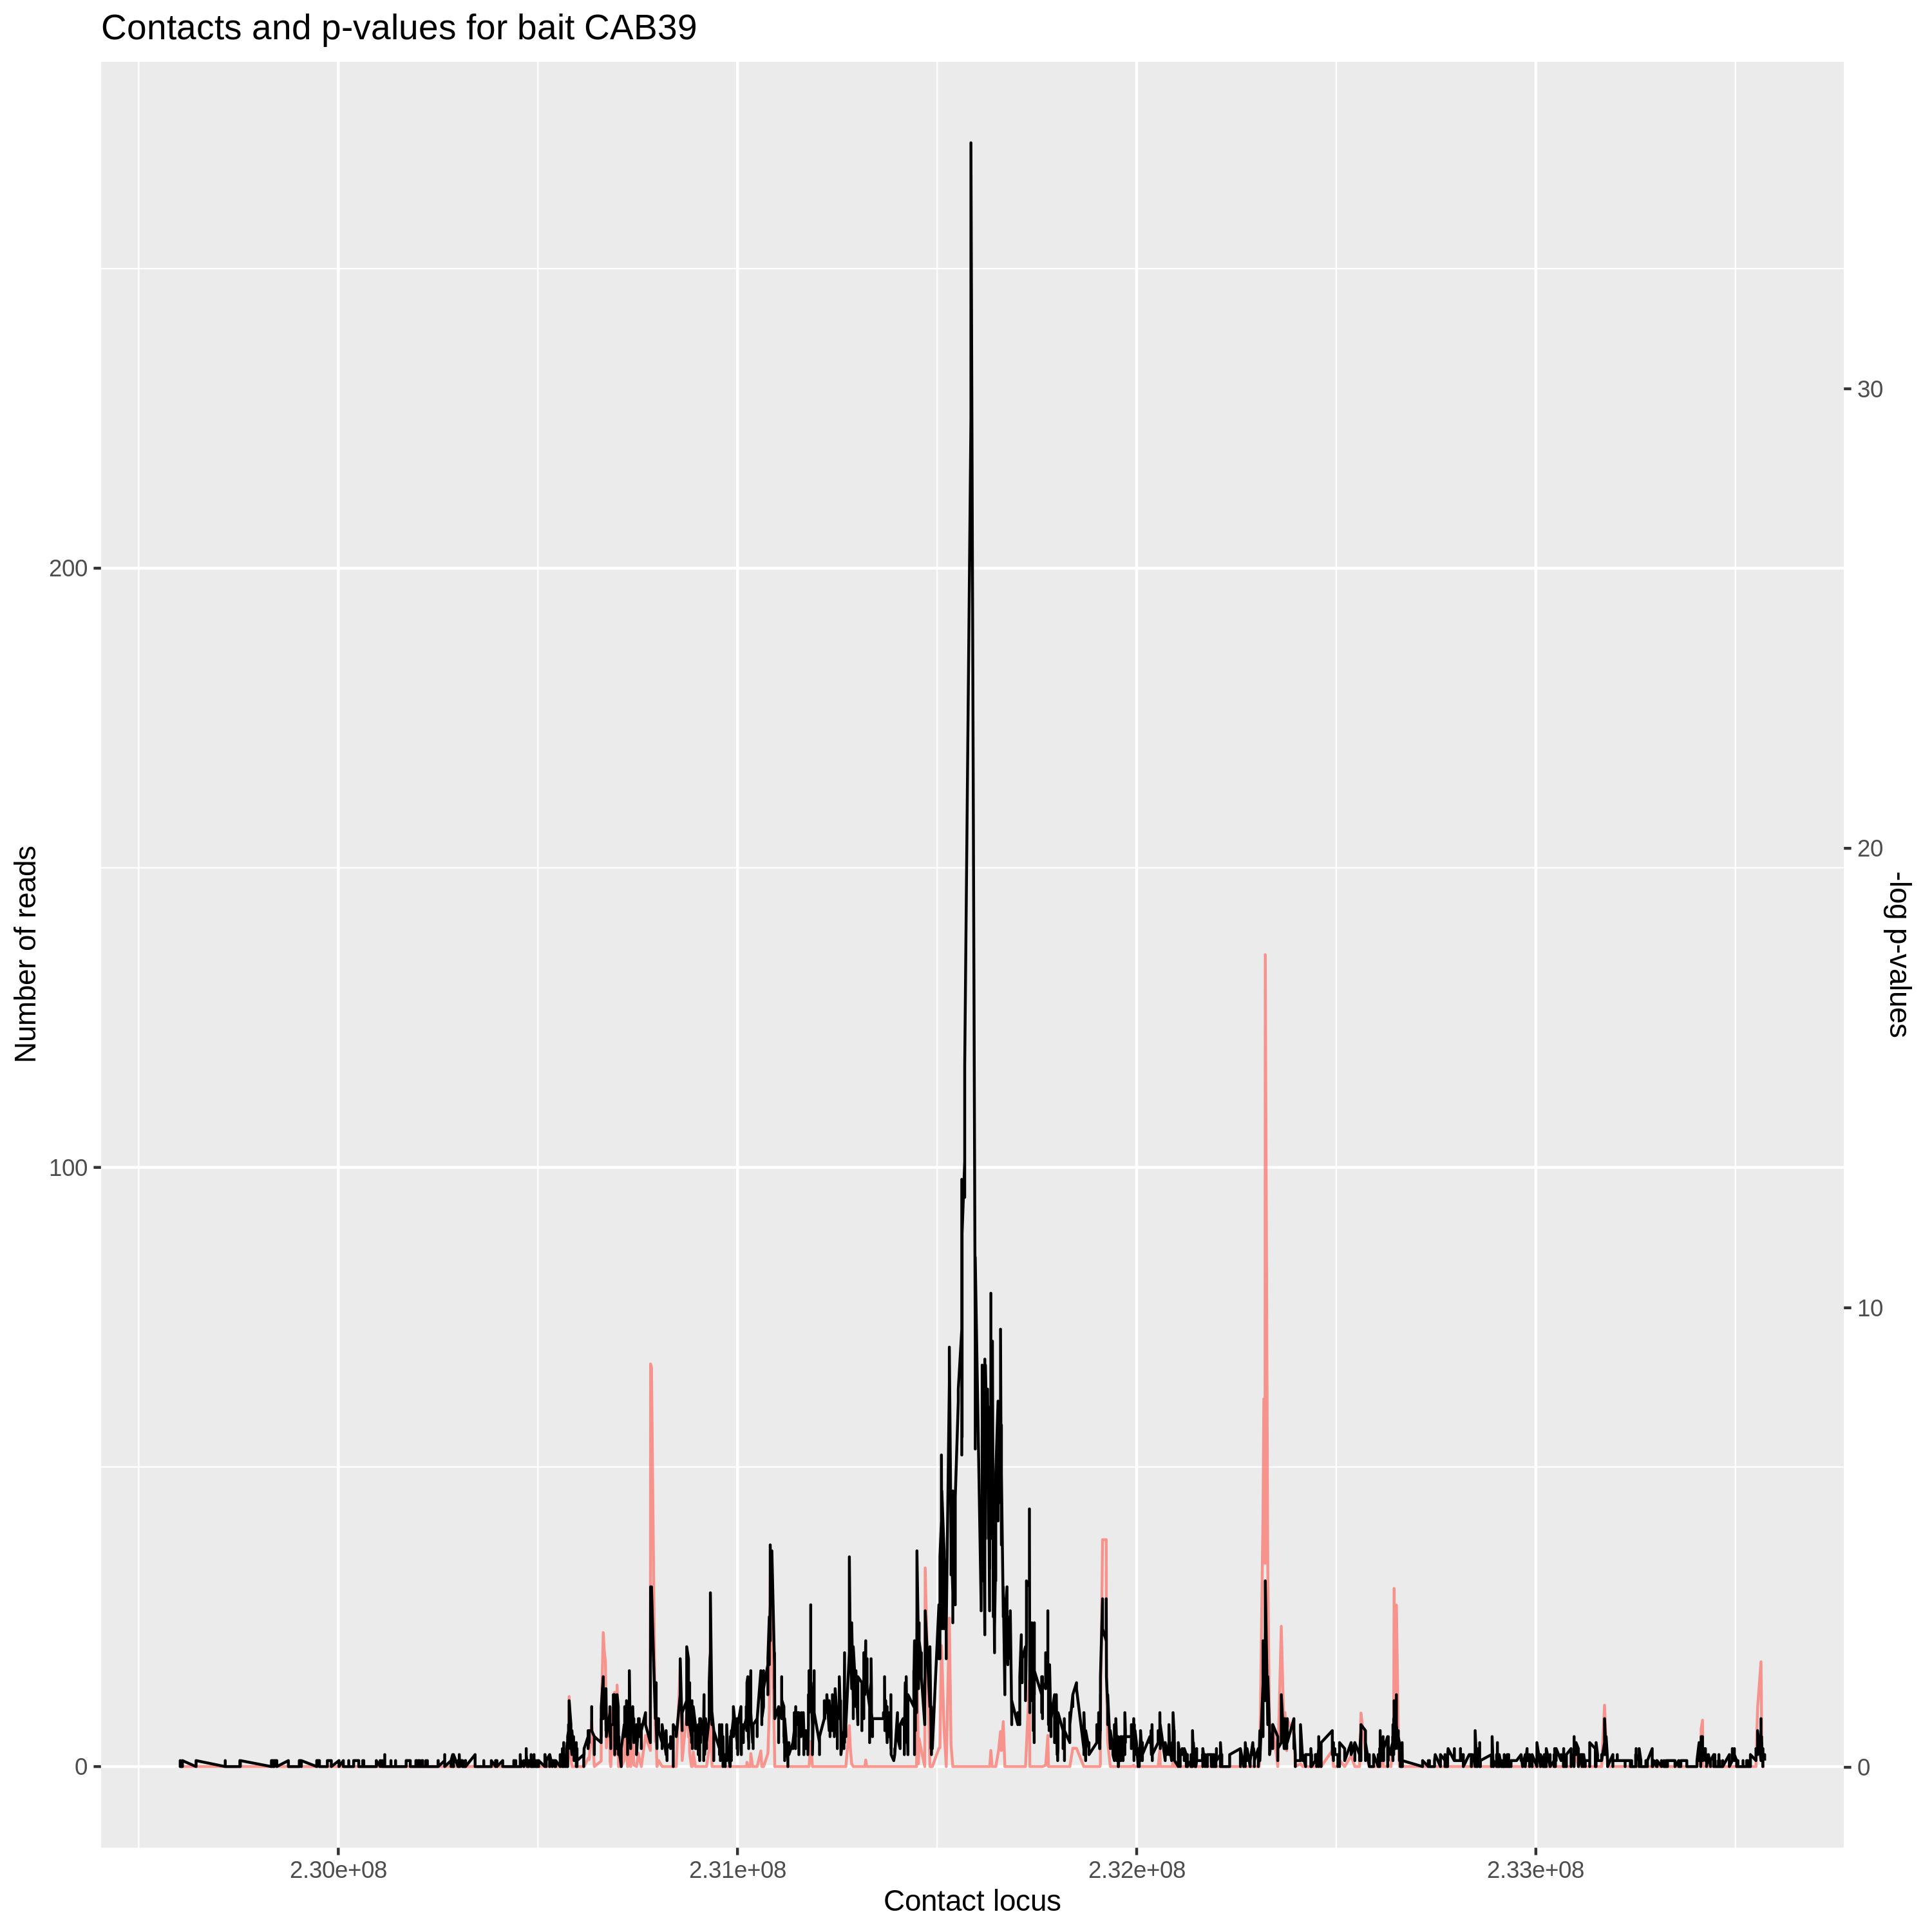 Contacts and p-values for bait CAB39
Number of reads
200
100
0
30
20
10
0
-log p-values
2.30e+08 2.31e+08 2.32e+08 2.33e+08
Contact locus